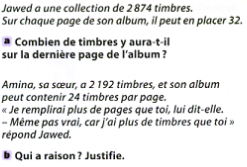 Jawed a une collection de 2 874 timbres.
Sur chaque page de son album, il peut en placer 32.
a Combien de timbres y aura-t-il
sur la dernière page de l'album ?
Amina, sa sœur, a 2 192 timbres, et son album
peut contenir 24 timbres par page.
« Je remplirai plus de pages que toi, lui dit-elle.
– Même pas vrai, car j'ai plus de timbres que toi »
répond Jawed.
b Qui a raison ? Justifie.